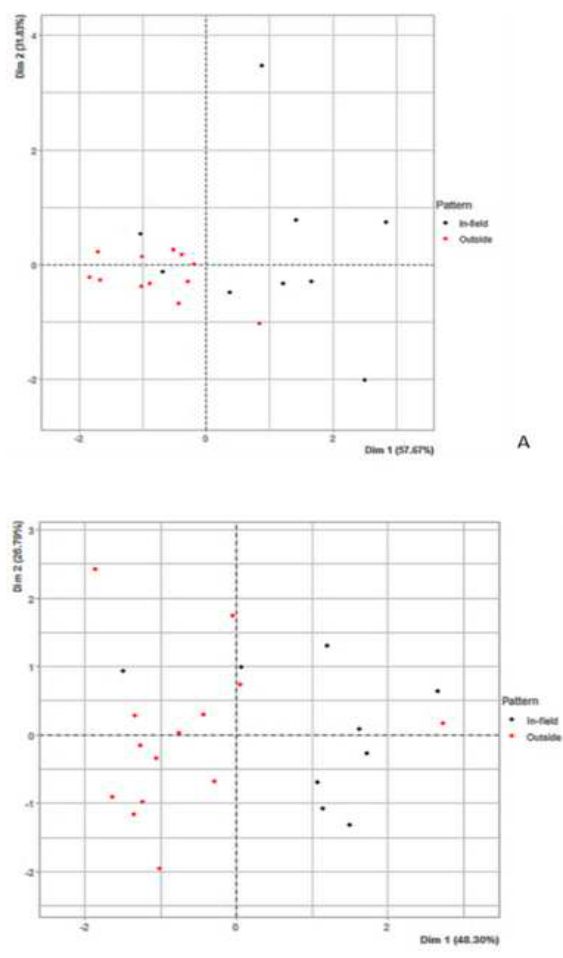 Dim 2 (31.83%)
4
2
0
-2
-2
0
2
Dim 1 (57.67%)
Pattern
In-field
Outside
A
Dim 2 (26.79%)
3
2
1
0
-1
-2
-2
0
2
Dim 1 (48.30%)
Pattern
In-field
Outside